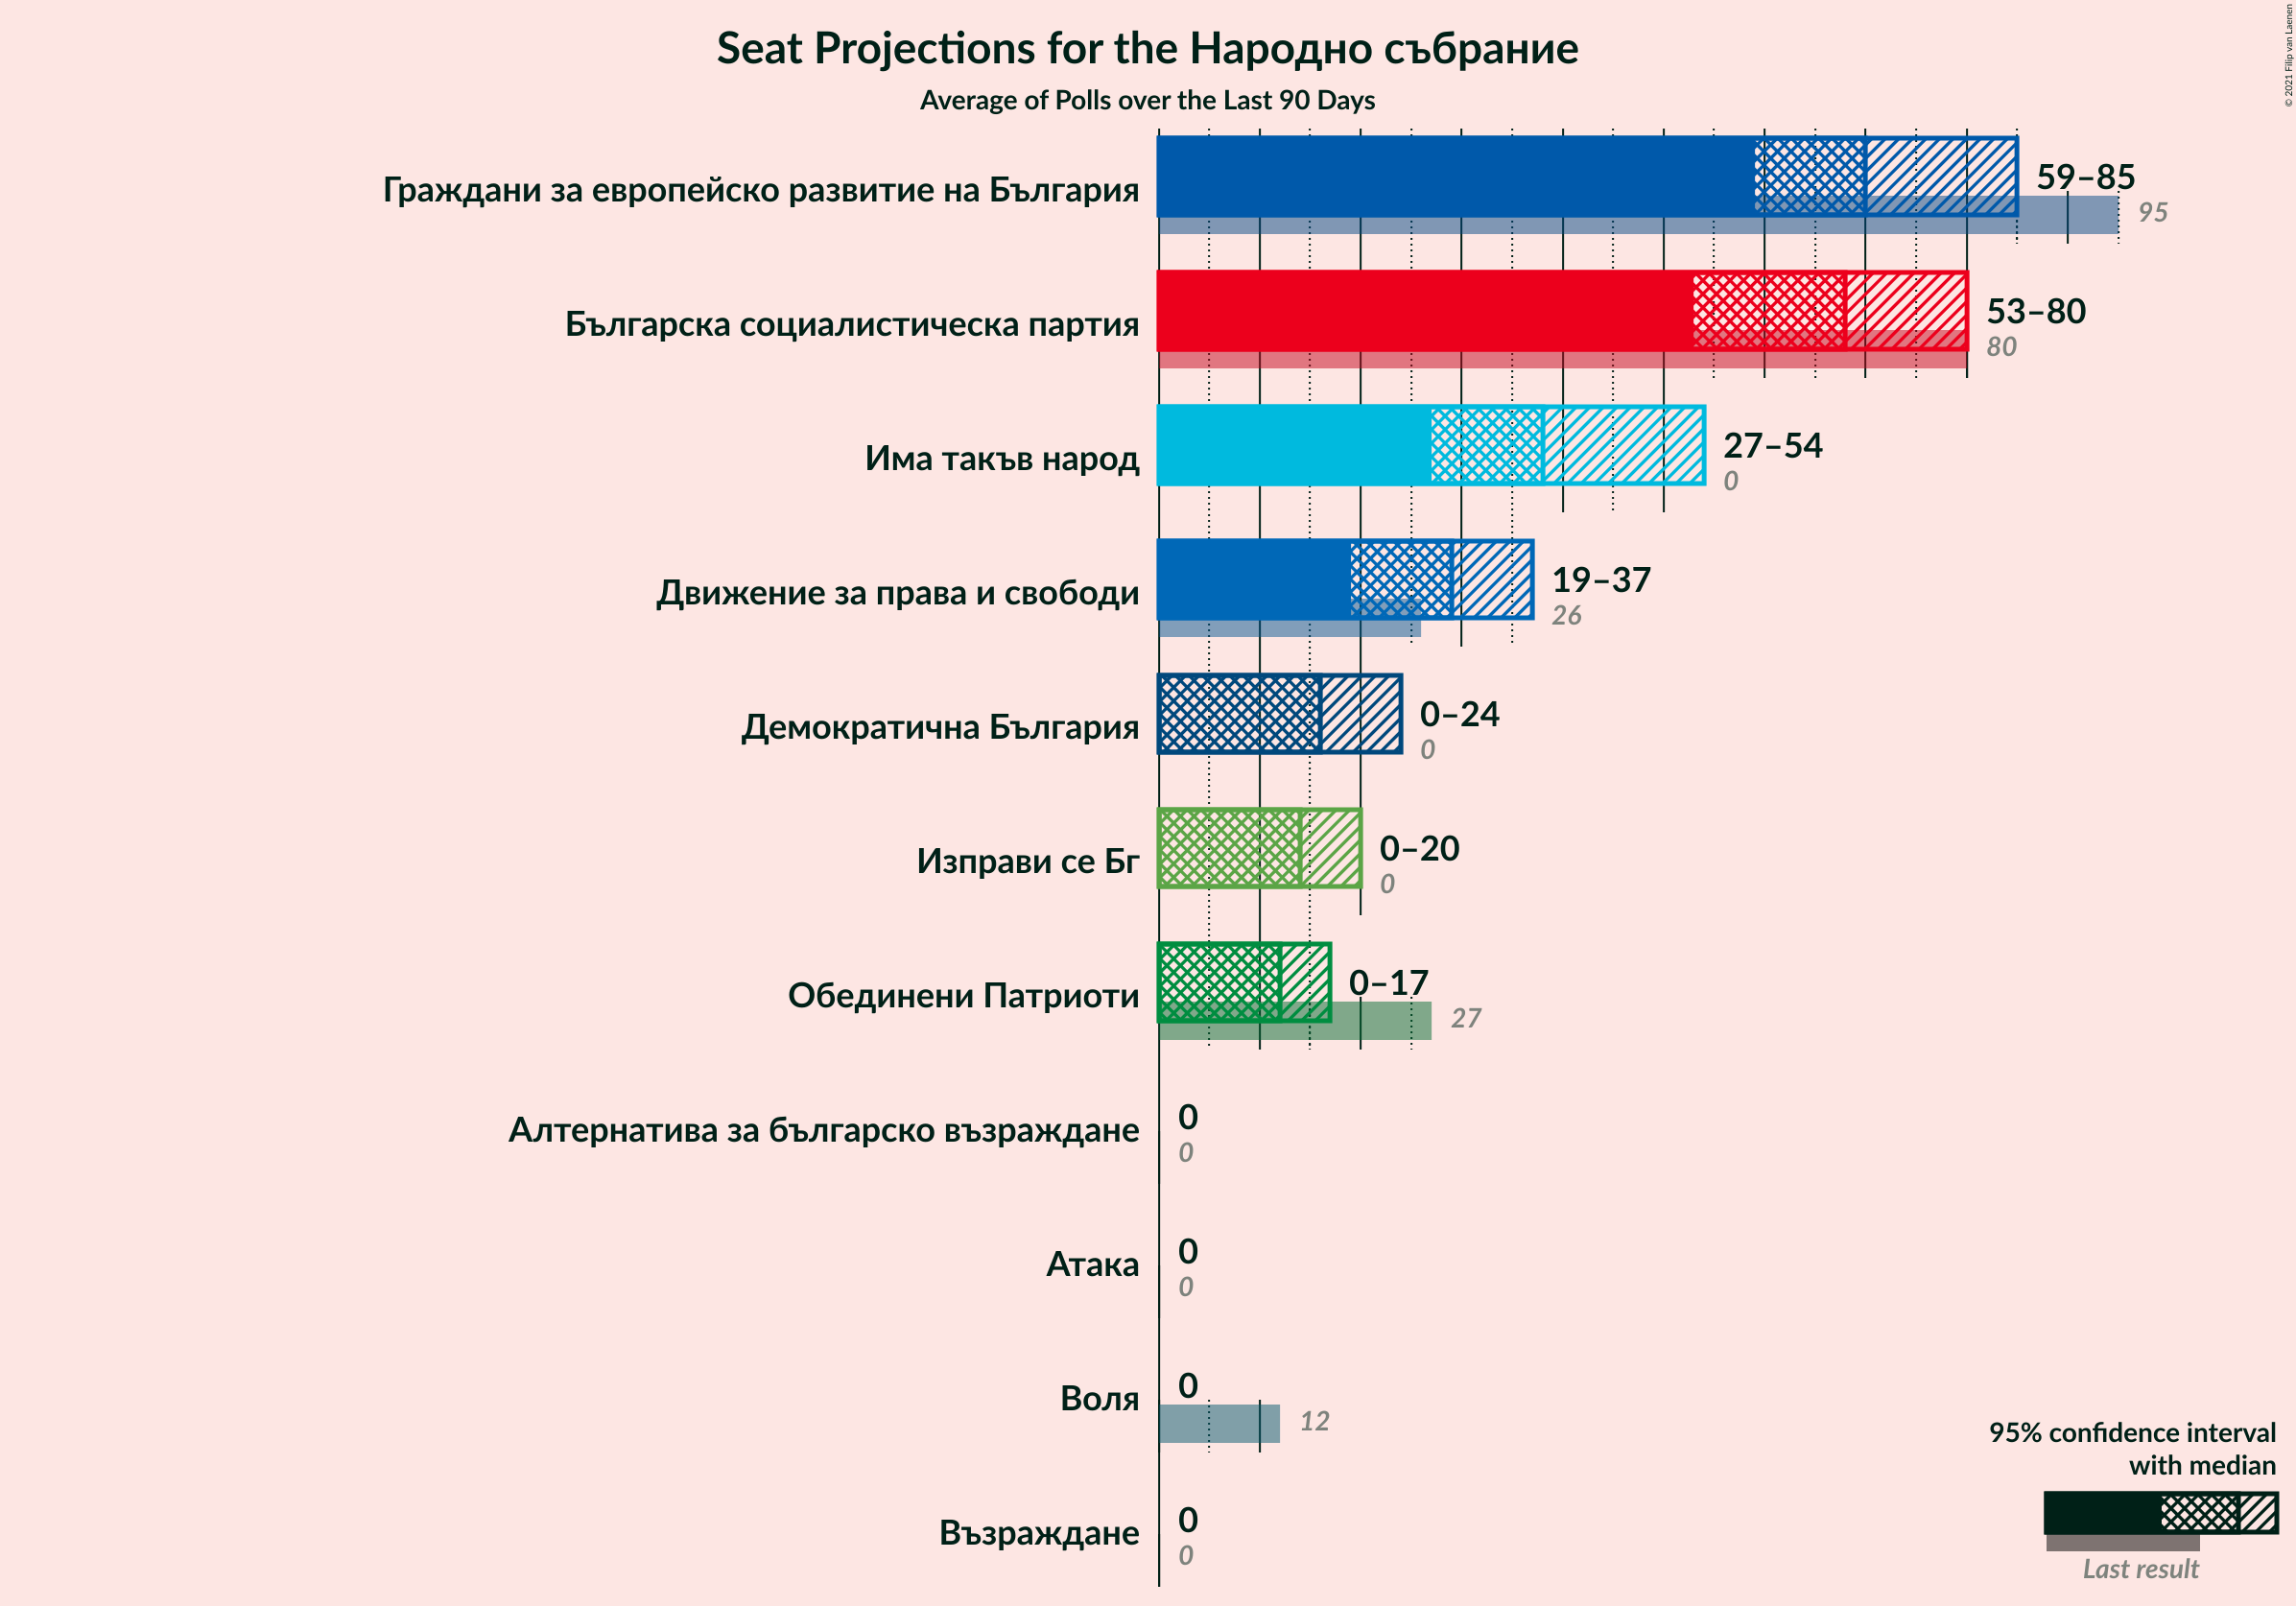 Seat Projections for the Народно събрание
Average of Polls over the Last 90 Days
© 2021 Filip van Laenen
Граждани за европейско развитие на България
59–85
95
Българска социалистическа партия
53–80
80
Има такъв народ
27–54
0
Движение за права и свободи
19–37
26
Демократична България
0–24
0
Изправи се Бг
0–20
0
Обединени Патриоти
0–17
27
Алтернатива за българско възраждане
0
0
Атака
0
0
Воля
0
12
Възраждане
0
0
95% confidence interval
with median
Last result